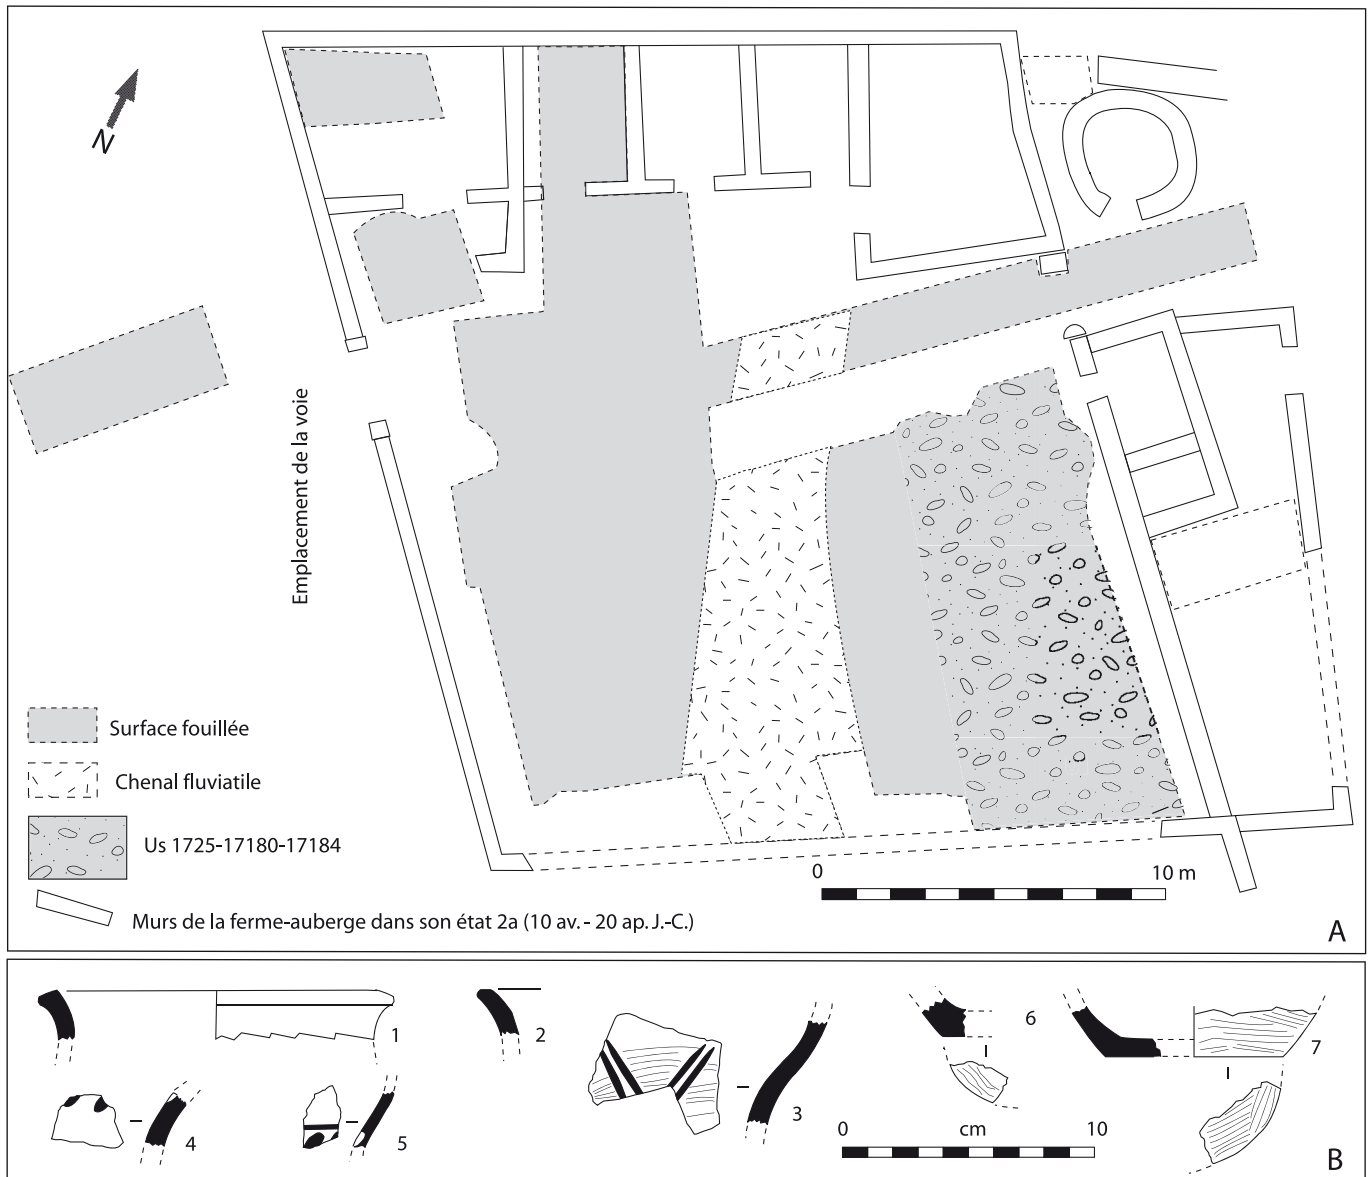 N
Emplacement de la voie
Surface fouillée
Chenal fluviatile
Us 1725-17180-17184
Murs de la ferme-auberge dans son état 2a (10 av. - 20 ap. J.-C.)
0 10 m
A
1
2
3
4
5
6
7
0 cm 10
B